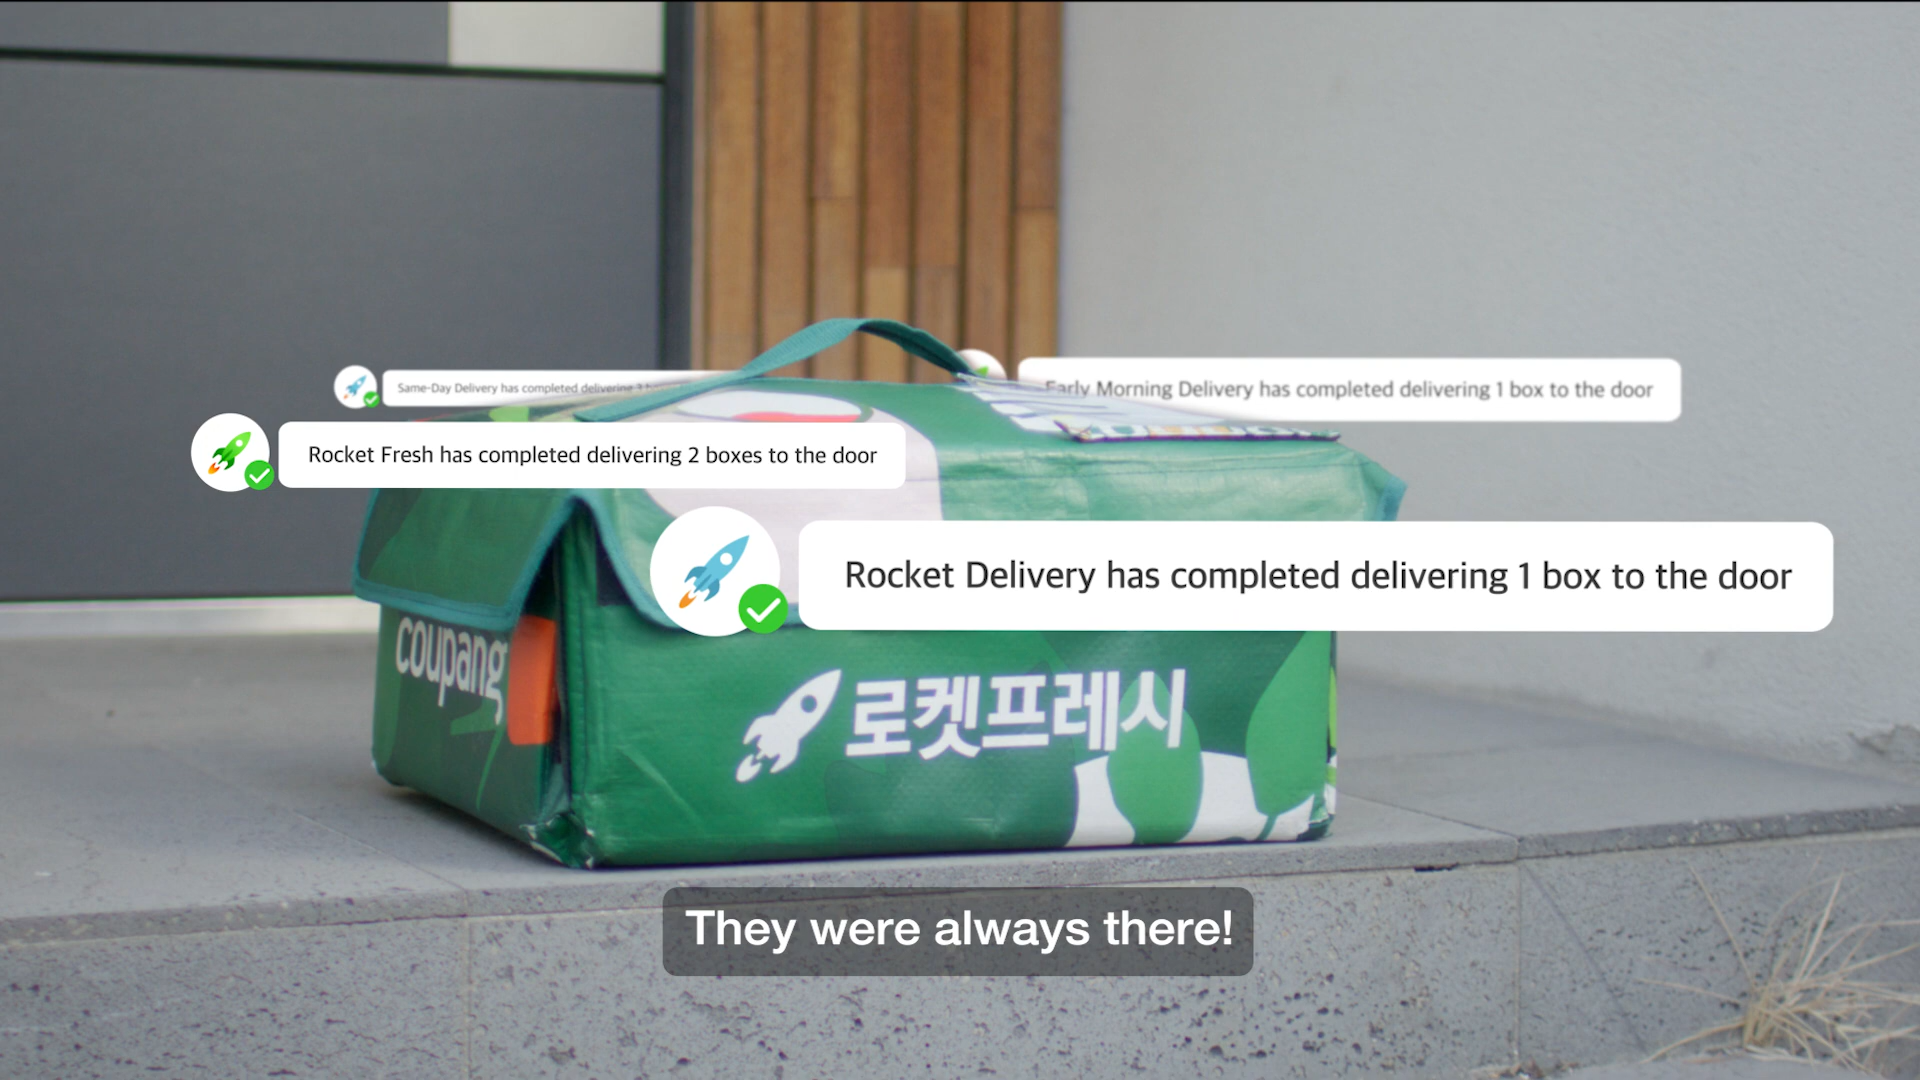 Same-Day Delivery has completed delivering
Early Morning Delivery has completed delivering 1 box to the door
Rocket Fresh has completed delivering 2 boxes to the door
Rocket Delivery has completed delivering 1 box to the door
coupang
로켓프레시
They were always there!